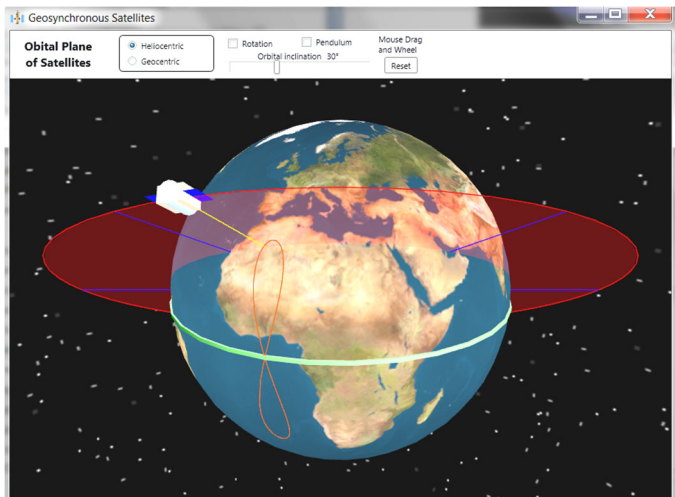 Geosynchronous Satellites
Obital Plane
of Satellites
Heliocentric
Geocentric
Rotation
Pendulum
Orbital inclination 30°
Mouse Drag
and Wheel
Reset